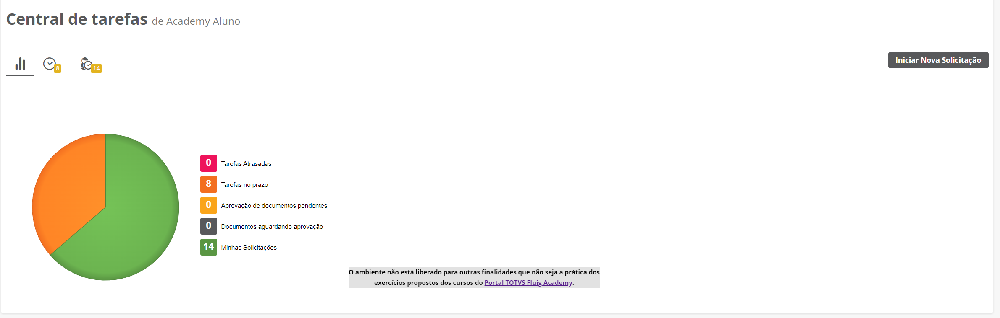 Central de tarefas de Academy Aluno
8
14
Iniciar Nova Solicitação
0 Tarefas Atrasadas
8 Tarefas no prazo
0 Aprovação de documentos pendentes
0 Documentos aguardando aprovação
14 Minhas Solicitações
O ambiente não está liberado para outras finalidades que não seja a prática dos
exercícios propostos dos cursos do Portal TOTVS Fluig Academy.